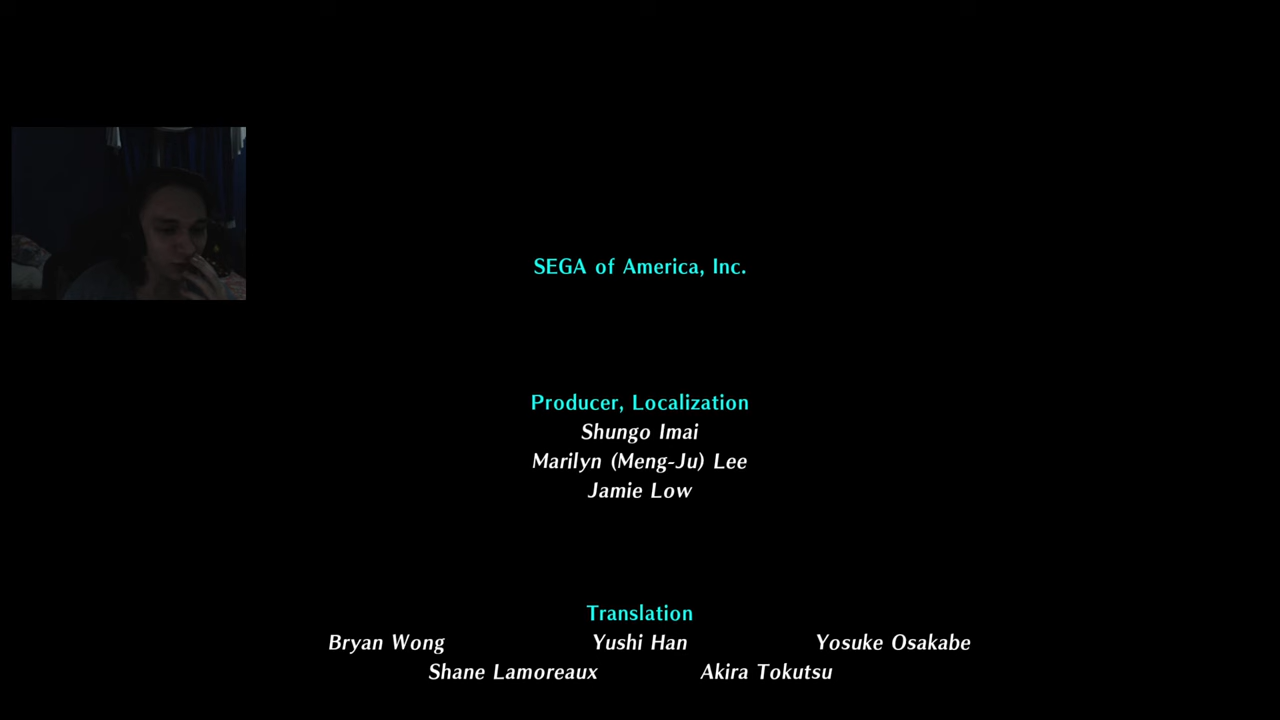 SEGA of America, Inc.
Producer, Localization
Shungo Imai
Marilyn (Meng-Ju) Lee
Jamie Low
Translation
Bryan Wong Yushi Han Yosuke Osakabe
Shane Lamoreaux Akira Tokutsu